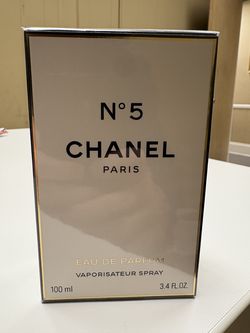 N°5
CHANEL
PARIS
EAU DE PARFUM
VAPORISATEUR SPRAY
100 ml 3.4 FL.OZ.